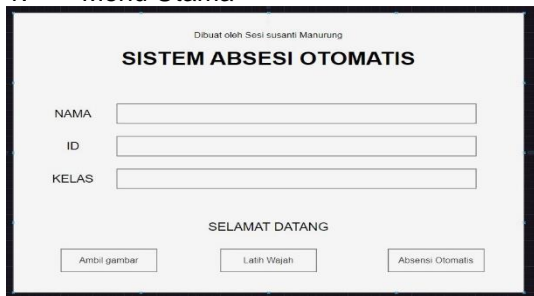 Menu Utama
Dibuat oleh Sesi susanti Manurung
SISTEM ABSESI OTOMATIS
NAMA
ID
KELAS
SELAMAT DATANG
Ambil gambar
Latih Wajah
Absensi Otomatis